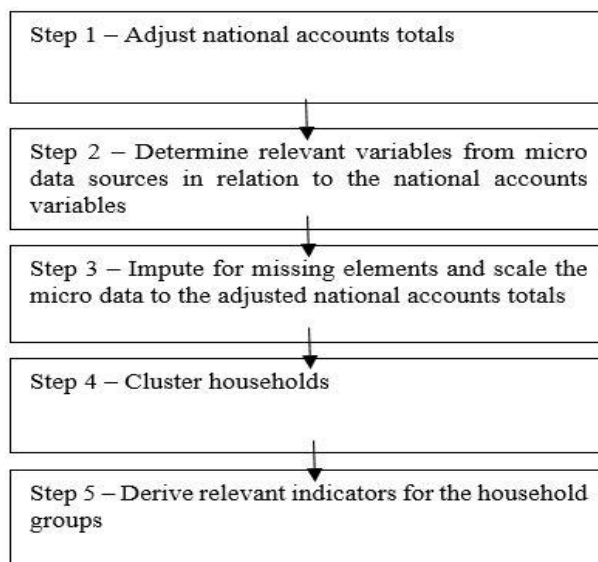 Step 1 – Adjust national accounts totals
Step 2 – Determine relevant variables from micro
data sources in relation to the national accounts
variables
Step 3 – Impute for missing elements and scale the
micro data to the adjusted national accounts totals
Step 4 – Cluster households
Step 5 – Derive relevant indicators for the household
groups